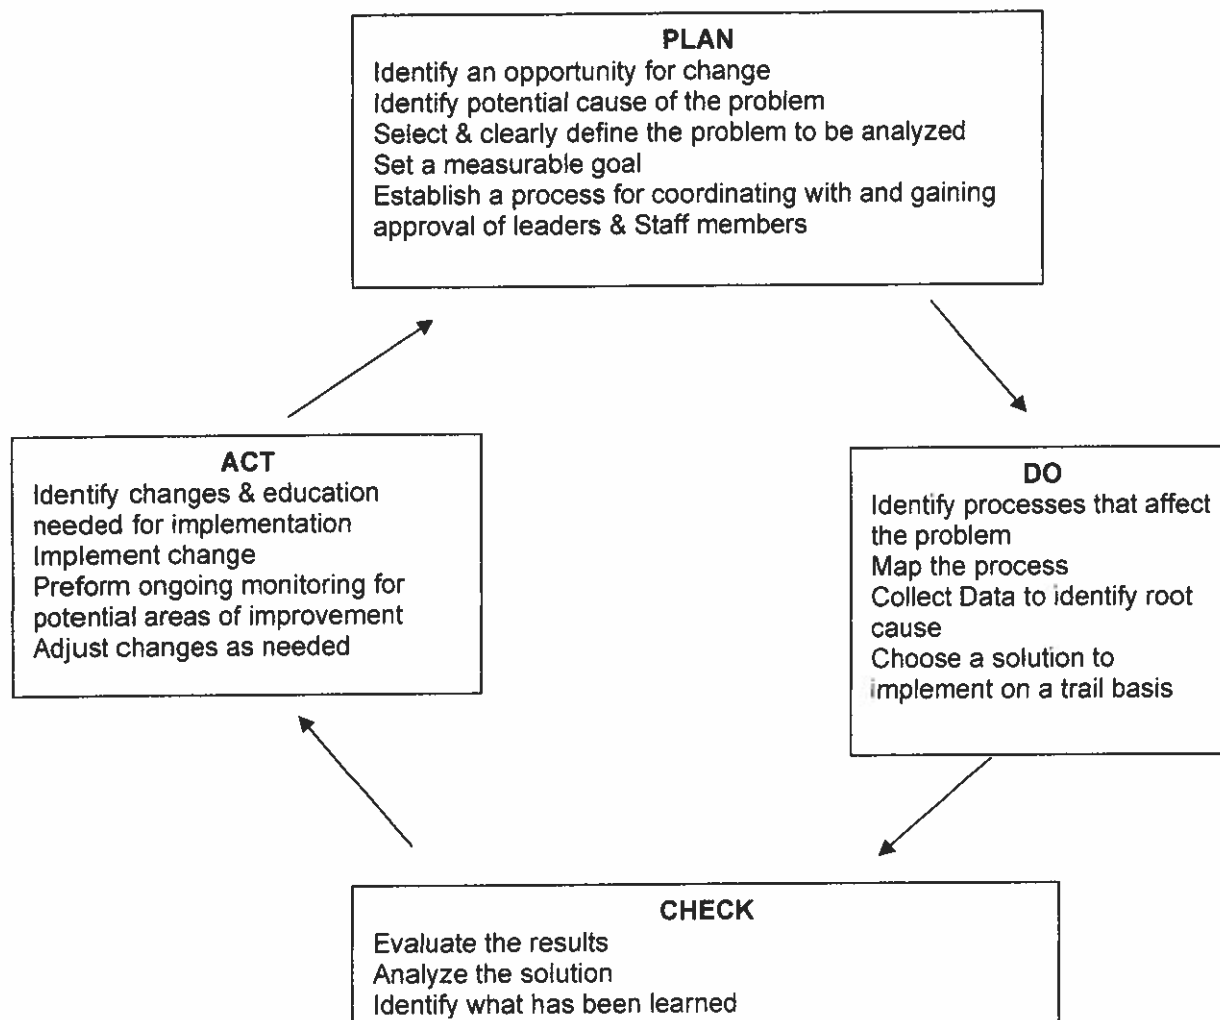 PLAN
Identify an opportunity for change
Identify potential cause of the problem
Select & clearly define the problem to be analyzed
Set a measurable goal
Establish a process for coordinating with and gaining
approval of leaders & Staff members
DO
Identify processes that affect
the problem
Map the process
Collect Data to identify root
cause
Choose a solution to
implement on a trail basis
CHECK
Evaluate the results
Analyze the solution
Identify what has been learned
ACT
Identify changes & education
needed for implementation
Implement change
Preform ongoing monitoring for
potential areas of improvement
Adjust changes as needed